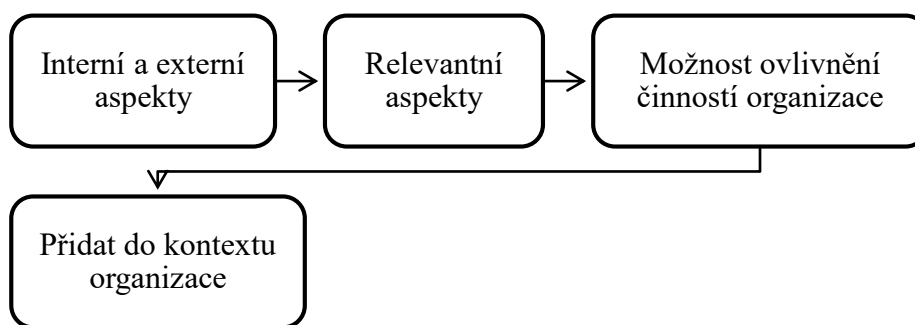 Interní a externí
aspekty
Relevantní
aspekty
Možnost ovlivnění
činností organizace
Přidat do kontextu
organizace